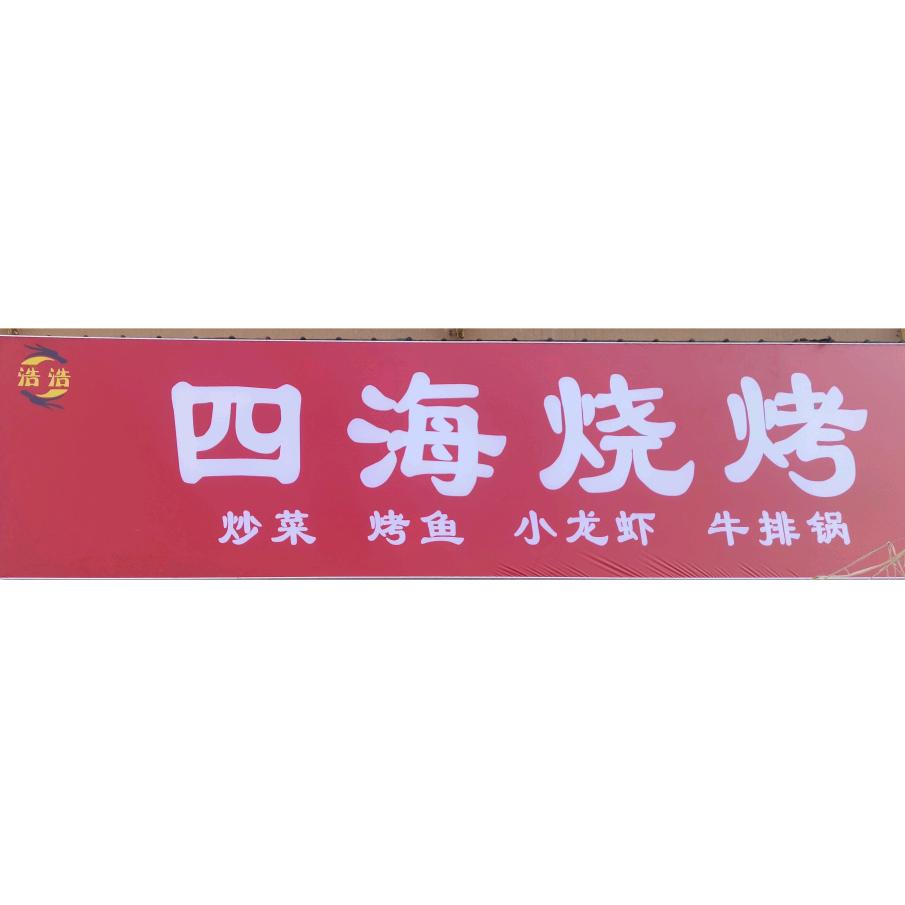 浩浩
四海烧烤
炒菜 烤鱼 小龙虾 牛排锅